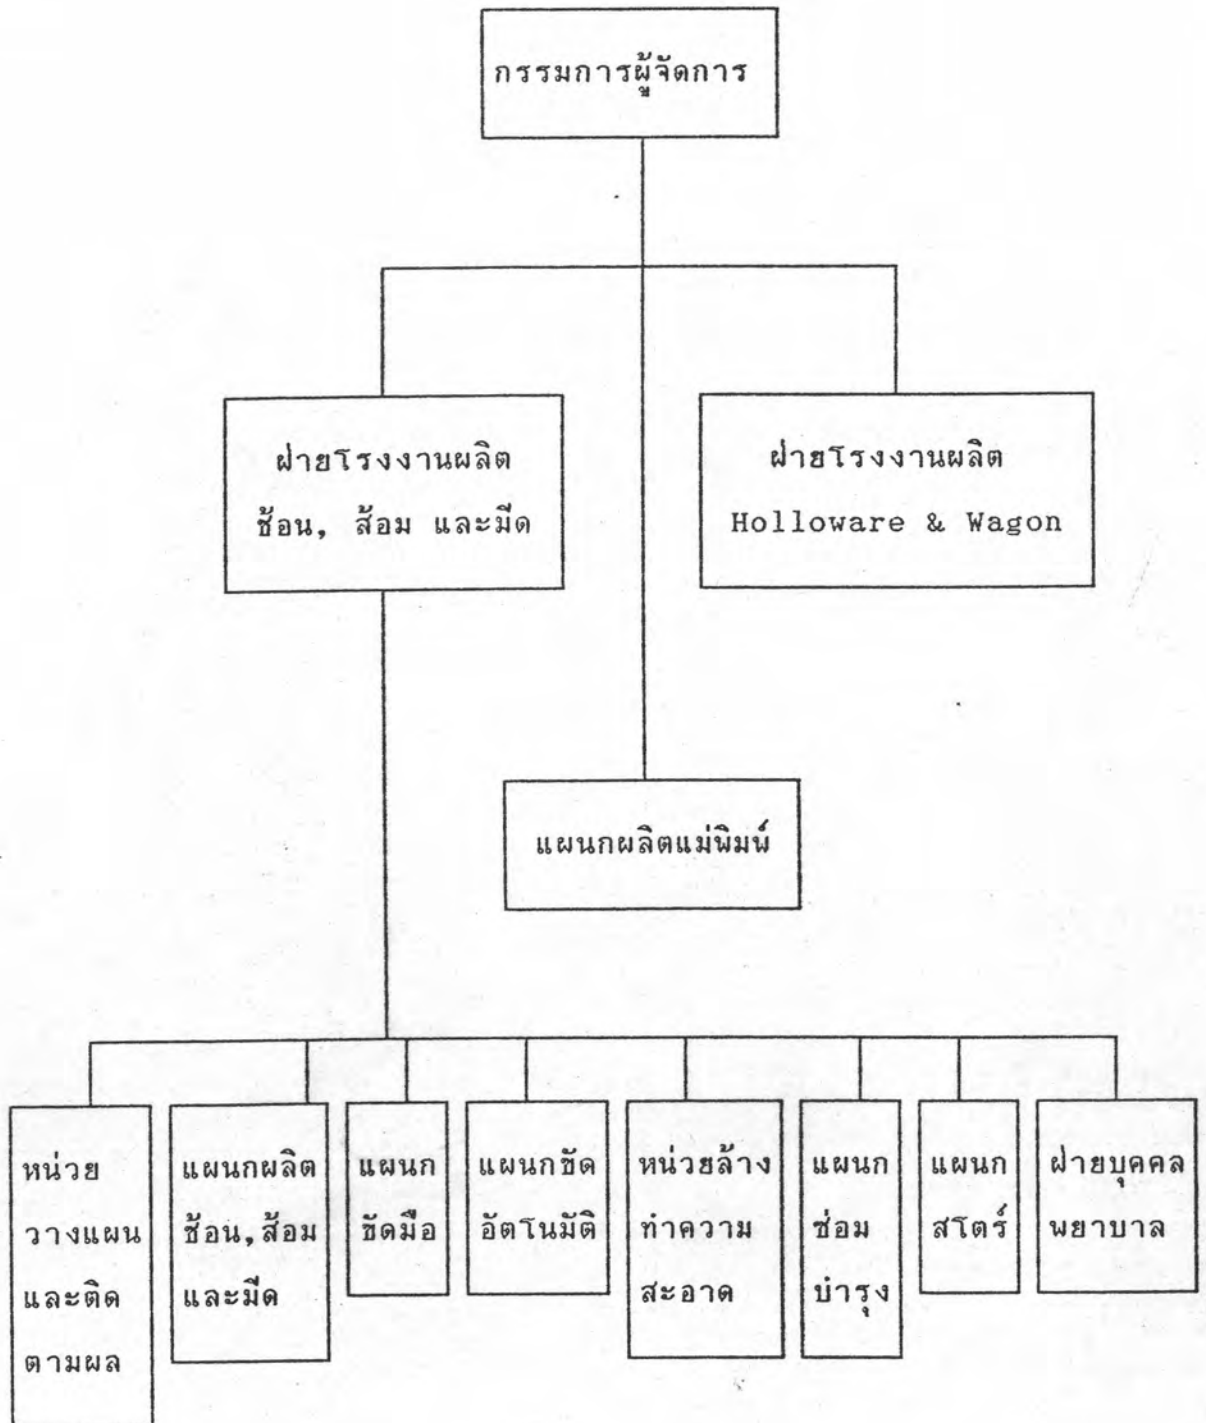 กรรมการผู้จัดการ
ฝ่ายโรงงานผลิต
ช้อน, ส้อม และมีด
ฝ่ายโรงงานผลิต
Holloware & Wagon
แผนกผลิตแม่พิมพ์
หน่วย
วางแผน
และติด
ตามผล
แผนกผลิต
ช้อน,ส้อม
และมีด
แผนก
ขัดมือ
แผนกขัด
อัตโนมัติ
หน่วยล้าง
ทำความ
สะอาด
แผนก
ซ่อม
บำรุง
แผนก
สโตร์
ฝ่ายบุคคล
พยาบาล